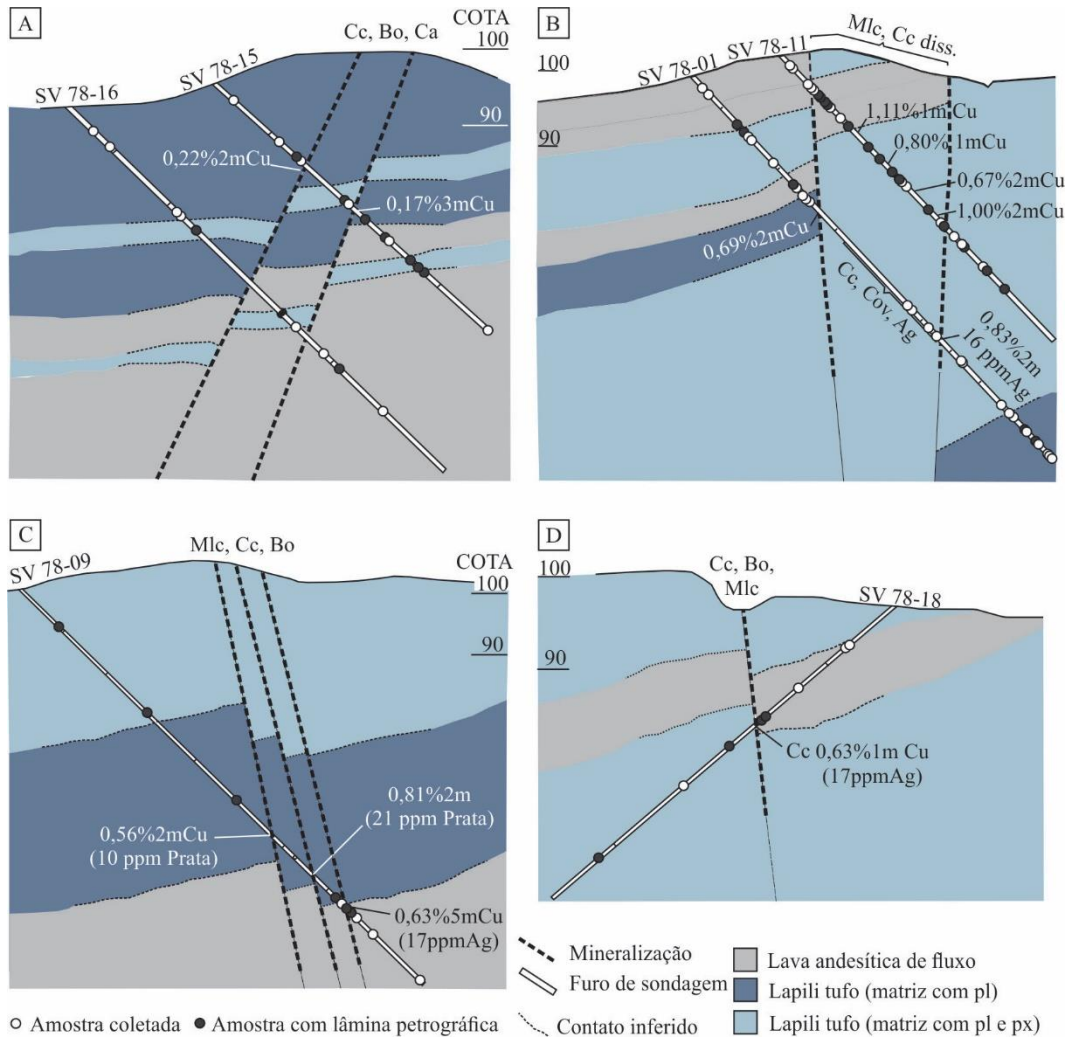 A
Cc, Bo, Ca
COTA
100
SV 78-15
SV 78-16
90
0,22%2mCu
0,17%3mCu
B
Mlc, Cc diss.
SV 78-11
SV 78-01
100
1,11%1m Cu
90
0,80% 1mCu
0,67%2mCu
1,00%2mCu
0,69%2mCu
Cc, Cov, Ag
0,83%2m
16 ppmAg
C
Mlc, Cc, Bo
SV 78-09
COTA
100
90
0,81%2m
(21 ppm Prata)
0,56%2mCu
(10 ppm Prata)
0,63%5mCu
(17ppmAg)
D
Cc, Bo,
Mlc
100
SV 78-18
90
Cc 0,63%1m Cu
(17ppmAg)
Mineralização
Furo de sondagem
Contato inferido
Lava andesítica de fluxo
Lapili tufo (matriz com pl)
Lapili tufo (matriz com pl e px)
Amostra coletada
Amostra com lâmina petrográfica